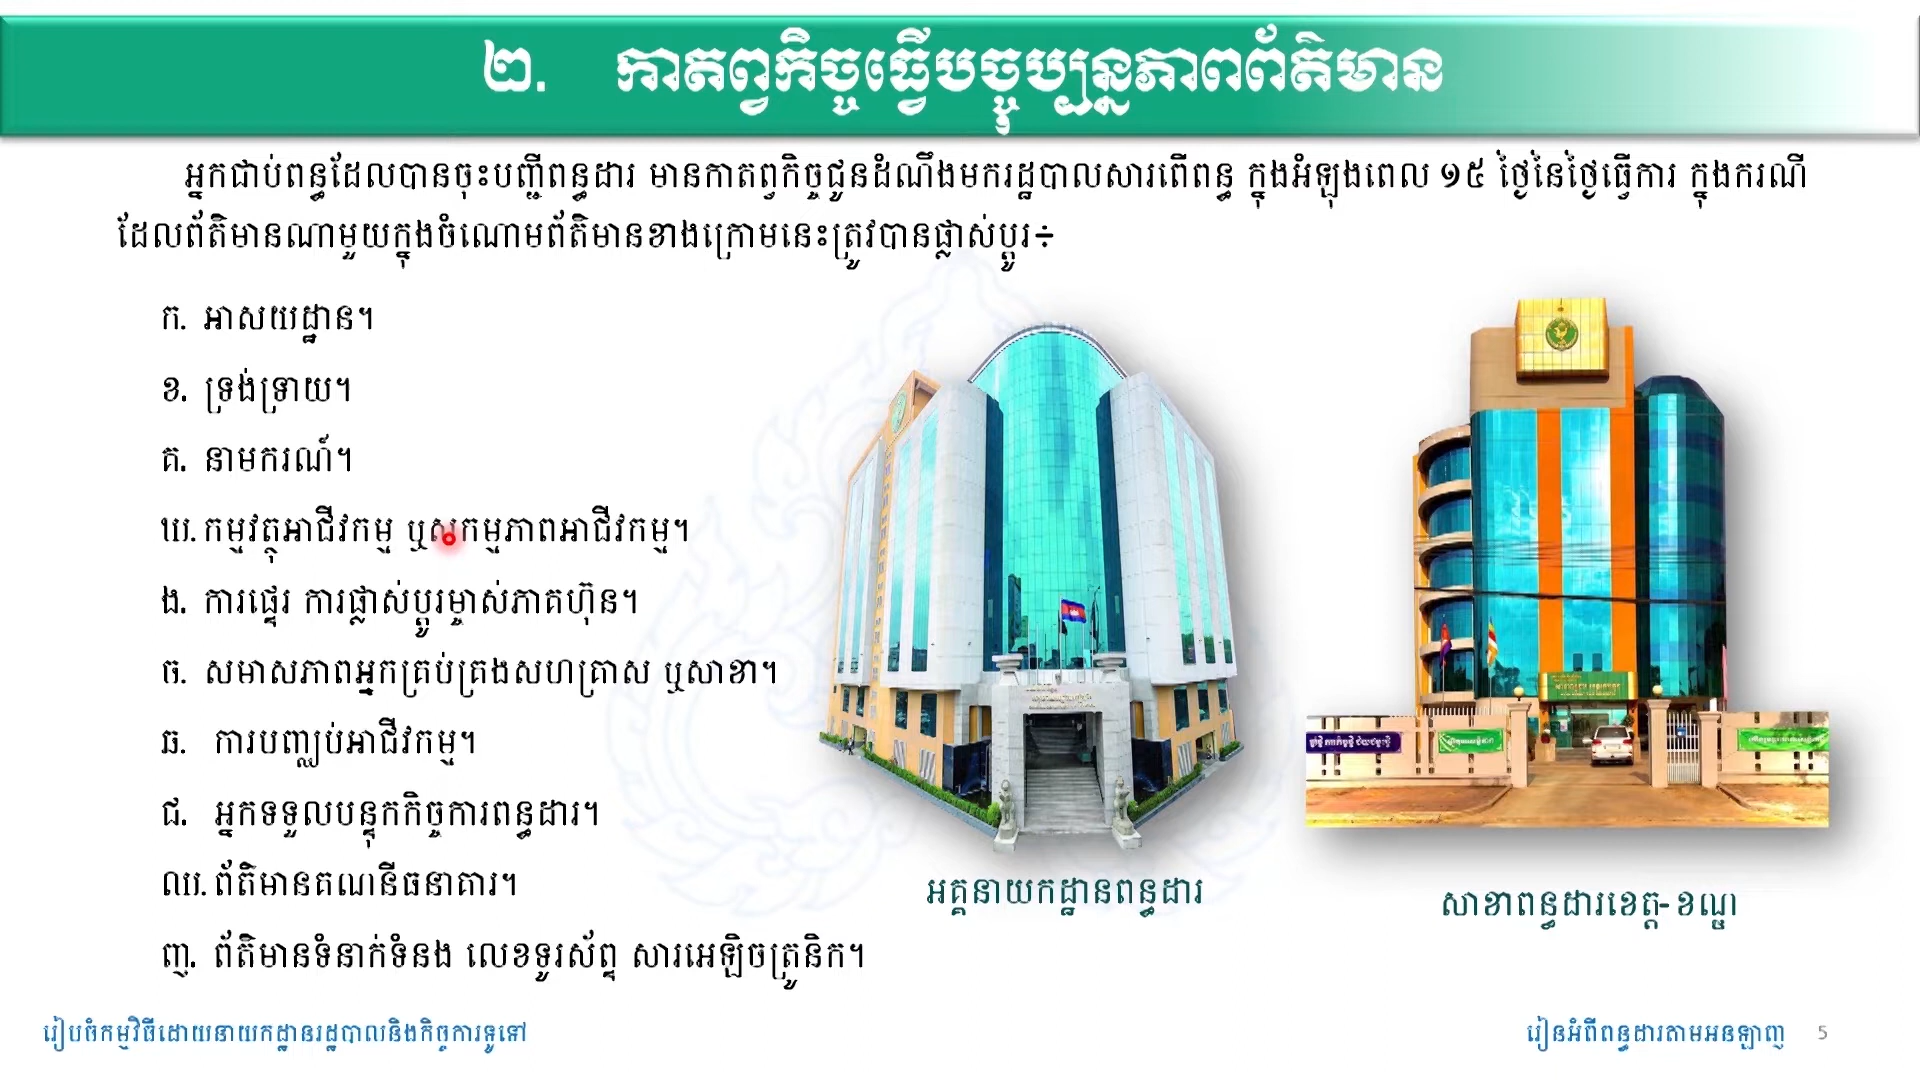 ២. កាតព្វកិច្ចធ្វើបច្ចុប្បន្នភាពព័ត៌មាន
អ្នកជាប់ពន្ធដែលបានចុះបញ្ជីពន្ធដារ មានកាតព្វកិច្ចជូនដំណឹងមករដ្ឋបាលសារពើពន្ធ ក្នុងអំឡុងពេល ១៥ ថ្ងៃនៃថ្ងៃធ្វើការ ក្នុងករណី
ដែលព័ត៌មានណាមួយក្នុងចំណោមព័ត៌មានខាងក្រោមនេះត្រូវបានផ្លាស់ប្តូរ÷
ក. អាសយដ្ឋាន។
ខ. ទ្រង់ទ្រាយ។
គ. នាមករណ៍។
ឃ. កម្មវត្ថុអាជីវកម្ម ឬសកម្មភាពអាជីវកម្ម។
ង. ការផ្ទេរ ការផ្លាស់ប្តូរម្ចាស់ភាគហ៊ុន។
ច. សមាសភាពអ្នកគ្រប់គ្រងសហគ្រាស ឬសាខា។
ឆ. ការបញ្ឈប់អាជីវកម្ម។
ជ. អ្នកទទួលបន្ទុកកិច្ចការពន្ធដារ។
ឈ. ព័ត៌មានគណនីធនាគារ។
ញ. ព័ត៌មានទំនាក់ទំនង លេខទូរស័ព្ទ សារអេឡិចត្រូនិក។
អគ្គនាយកដ្ឋានពន្ធដារ
សាខាពន្ធដារខេត្ត-ខណ្ឌ
រៀបចំកម្មវិធីដោយនាយកដ្ឋានរដ្ឋបាលនិងកិច្ចការទូទៅ
រៀនអំពីពន្ធដារតាមអនឡាញ 5